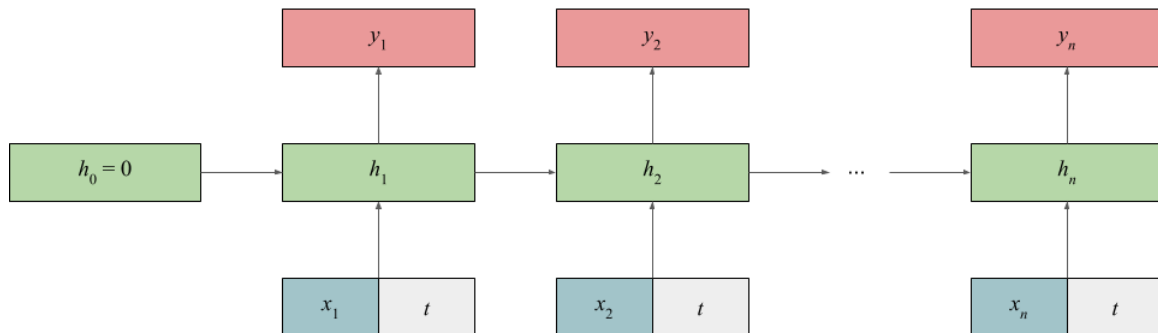 y₁ y₂ yₙ
h₀ = 0 h₁ h₂ ... hₙ
x₁ t x₂ t xₙ t